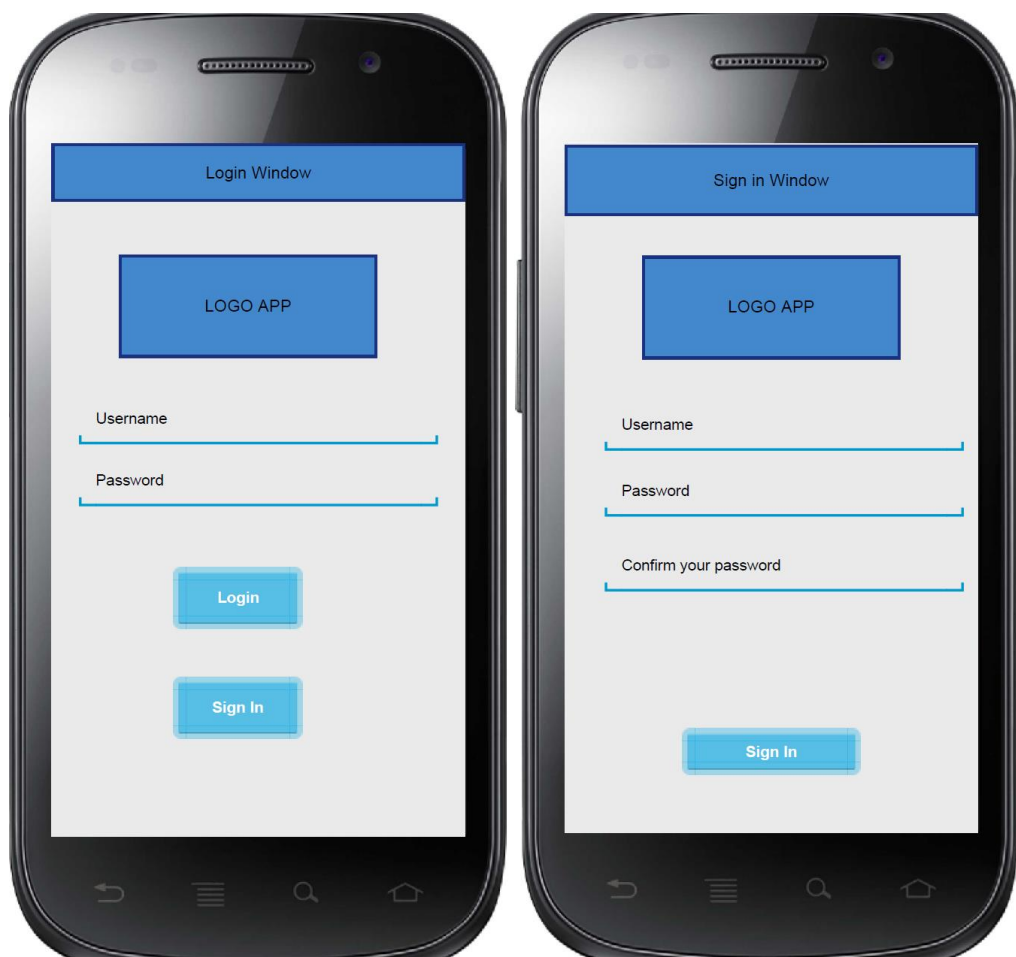 Login Window
LOGO APP
Username
Password
Login
Sign In
Sign in Window
LOGO APP
Username
Password
Confirm your password
Sign In